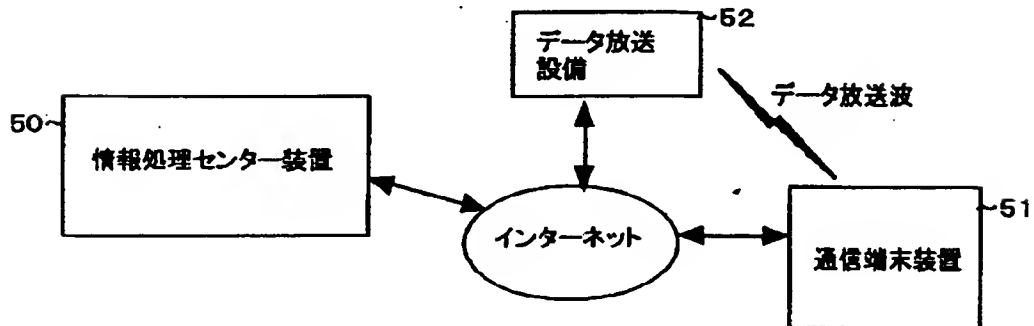 52
データ放送
設備
データ放送波
50
情報処理センター装置
51
インターネット
通信端末装置